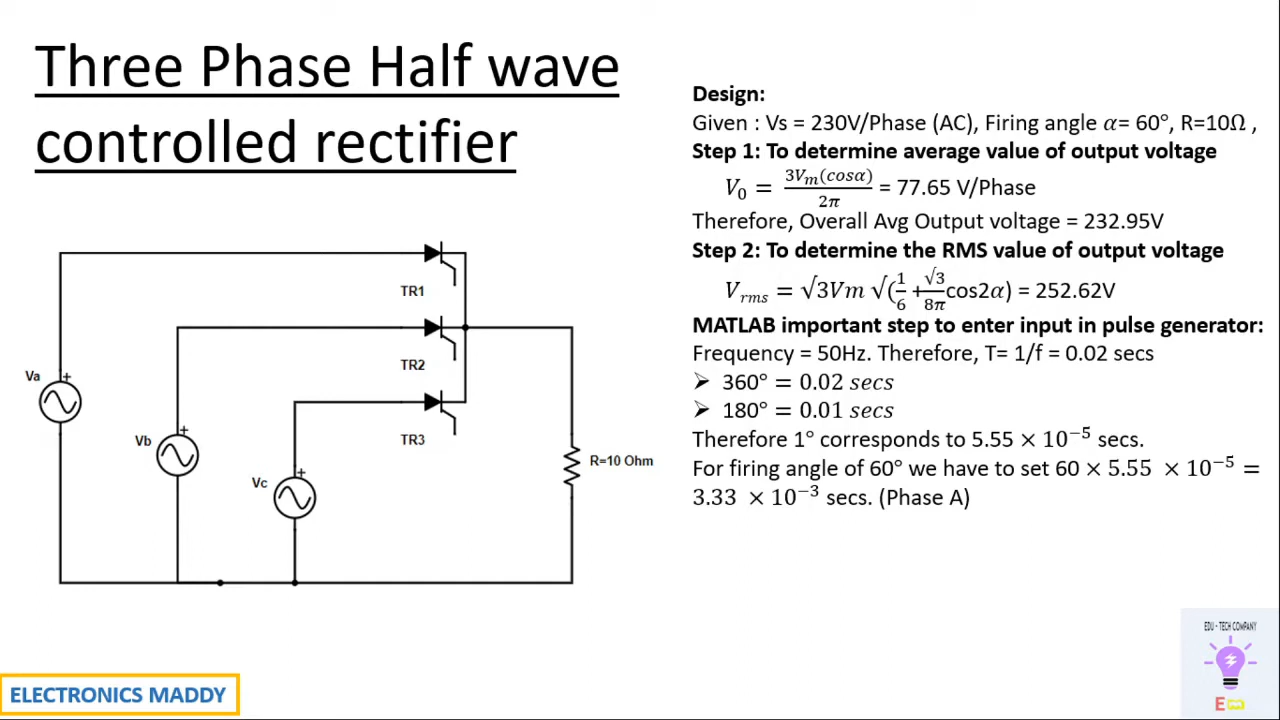 Three Phase Half wave
controlled rectifier
Design:
Given : Vs = 230V/Phase (AC), Firing angle α= 60°, R=10Ω ,
Step 1: To determine average value of output voltage
V₀ = 3Vₘ(cosα)/2π = 77.65 V/Phase
Therefore, Overall Avg Output voltage = 232.95V
Step 2: To determine the RMS value of output voltage
Vᵣₘₛ = √3Vm √(1/6 +√3/8π cos2α) = 252.62V
MATLAB important step to enter input in pulse generator:
Frequency = 50Hz. Therefore, T= 1/f = 0.02 secs
➢ 360° = 0.02 secs
➢ 180° = 0.01 secs
Therefore 1° corresponds to 5.55 × 10⁻⁵ secs.
For firing angle of 60° we have to set 60 × 5.55 × 10⁻⁵ =
3.33 × 10⁻³ secs. (Phase A)
TR1
TR2
TR3
Va
+
Vb
+
Vc
+
R=10 Ohm
EDU - TECH COMPANY
Em
ELECTRONICS MADDY